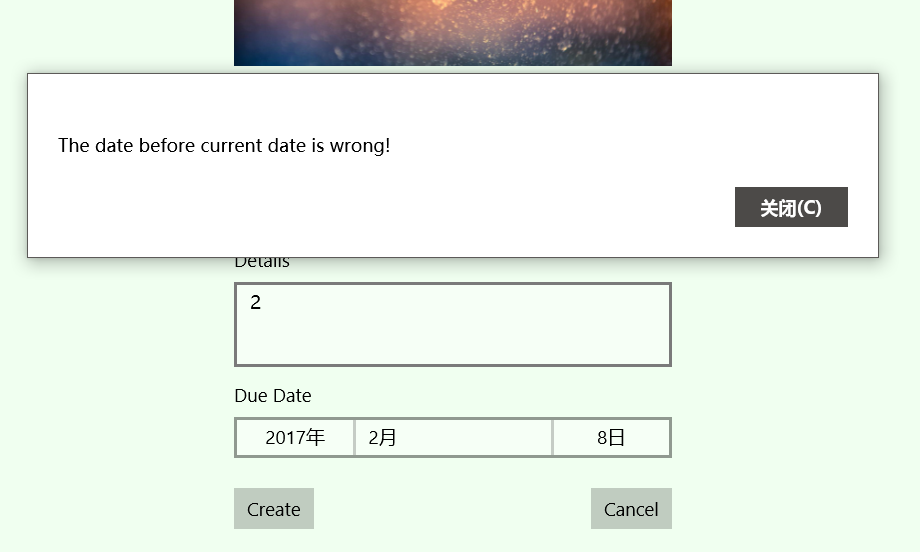 The date before current date is wrong!
关闭(C)
Details
2
Due Date
2017年 2月 8日
Create Cancel